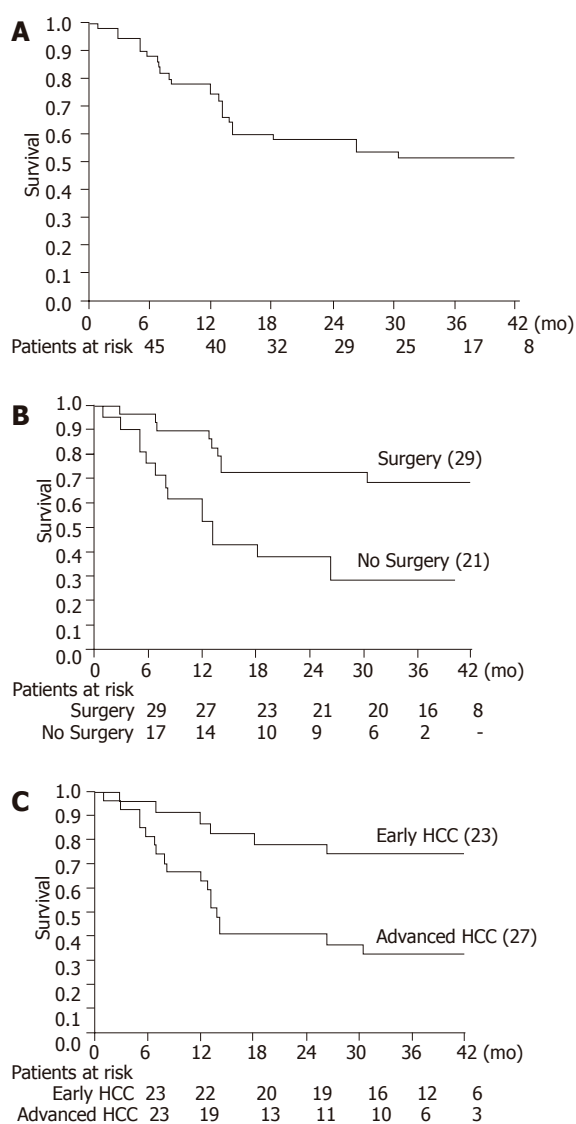 A
1.0
0.9
0.8
0.7
0.6
0.5
0.4
0.3
0.2
0.1
0.0
Survival
0 6 12 18 24 30 36 42 (mo)
Patients at risk 45 40 32 29 25 17 8
B
1.0
0.9
0.8
0.7
0.6
0.5
0.4
0.3
0.2
0.1
0.0
Survival
Surgery (29)
No Surgery (21)
0 6 12 18 24 30 36 42 (mo)
Patients at risk
Surgery 29 27 23 21 20 16 8
No Surgery 17 14 10 9 6 2 -
C
1.0
0.9
0.8
0.7
0.6
0.5
0.4
0.3
0.2
0.1
0.0
Survival
Early HCC (23)
Advanced HCC (27)
0 6 12 18 24 30 36 42 (mo)
Patients at risk
Early HCC 23 22 20 19 16 12 6
Advanced HCC 23 19 13 11 10 6 3